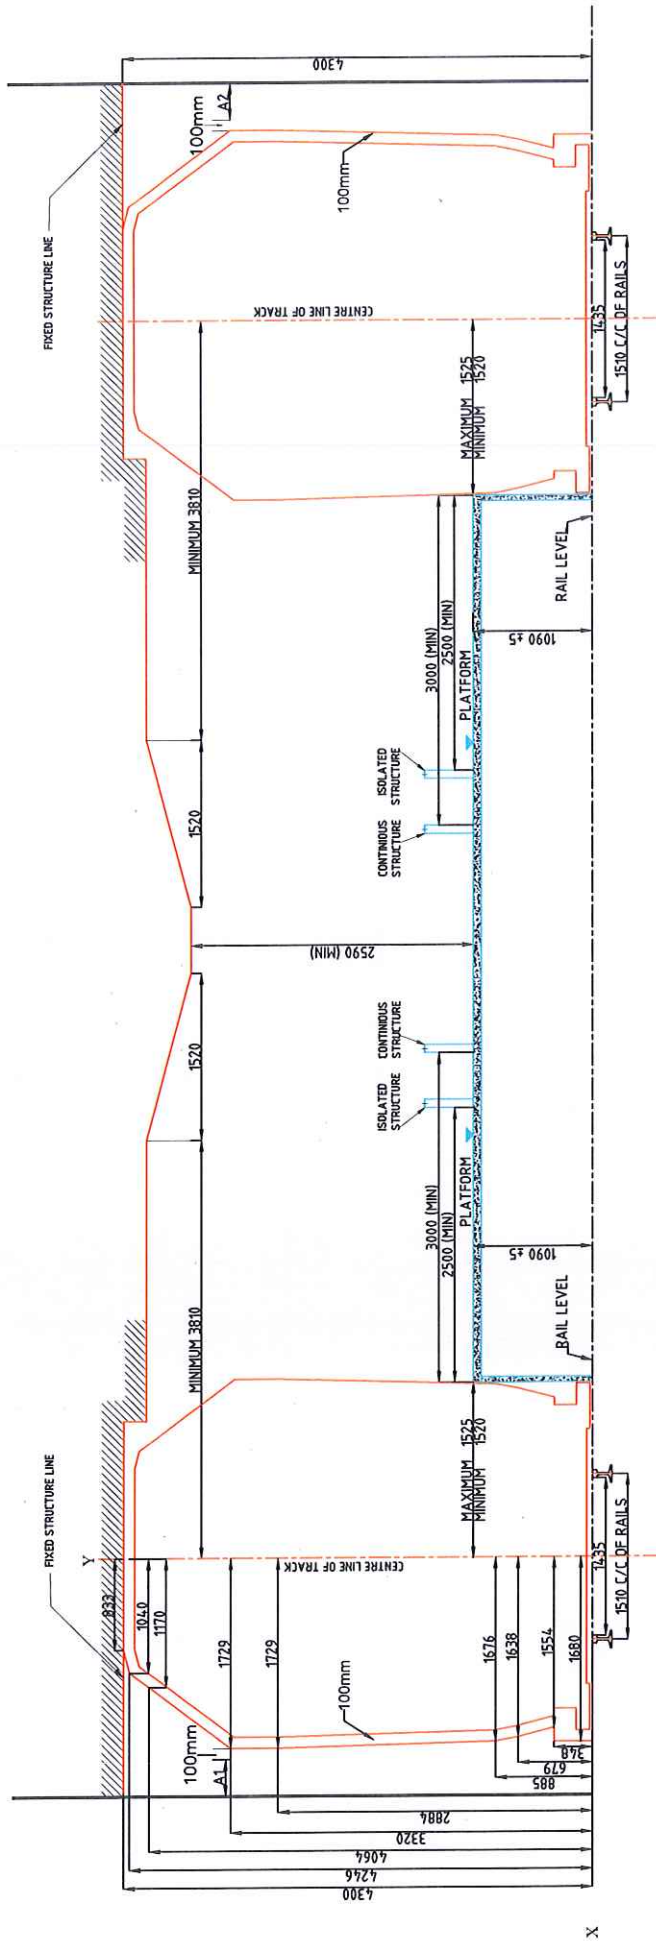 FIXED STRUCTURE LINE
FIXED STRUCTURE LINE
Y
833
1040
1170
1729
1729
1676
1638
1554
1680
348
679
885
2884
3320
4064
4246
4300
X
100mm
A1
100mm
CENTRE LINE OF TRACK
MAXIMUM 1525
MINIMUM 1520
1435
1510 C/C OF RAILS
MINIMUM 3810
1520
1520
MINIMUM 3810
2590 (MIN)
3000 (MIN)
2500 (MIN)
PLATFORM
ISOLATED
STRUCTURE
CONTINIOUS
STRUCTURE
1090 ±5
RAIL LEVEL
CONTINIOUS
STRUCTURE
ISOLATED
STRUCTURE
3000 (MIN)
2500 (MIN)
PLATFORM
1090 ±5
RAIL LEVEL
CENTRE LINE OF TRACK
MAXIMUM 1525
MINIMUM 1520
1435
1510 C/C OF RAILS
100mm
100mm
A2
4300